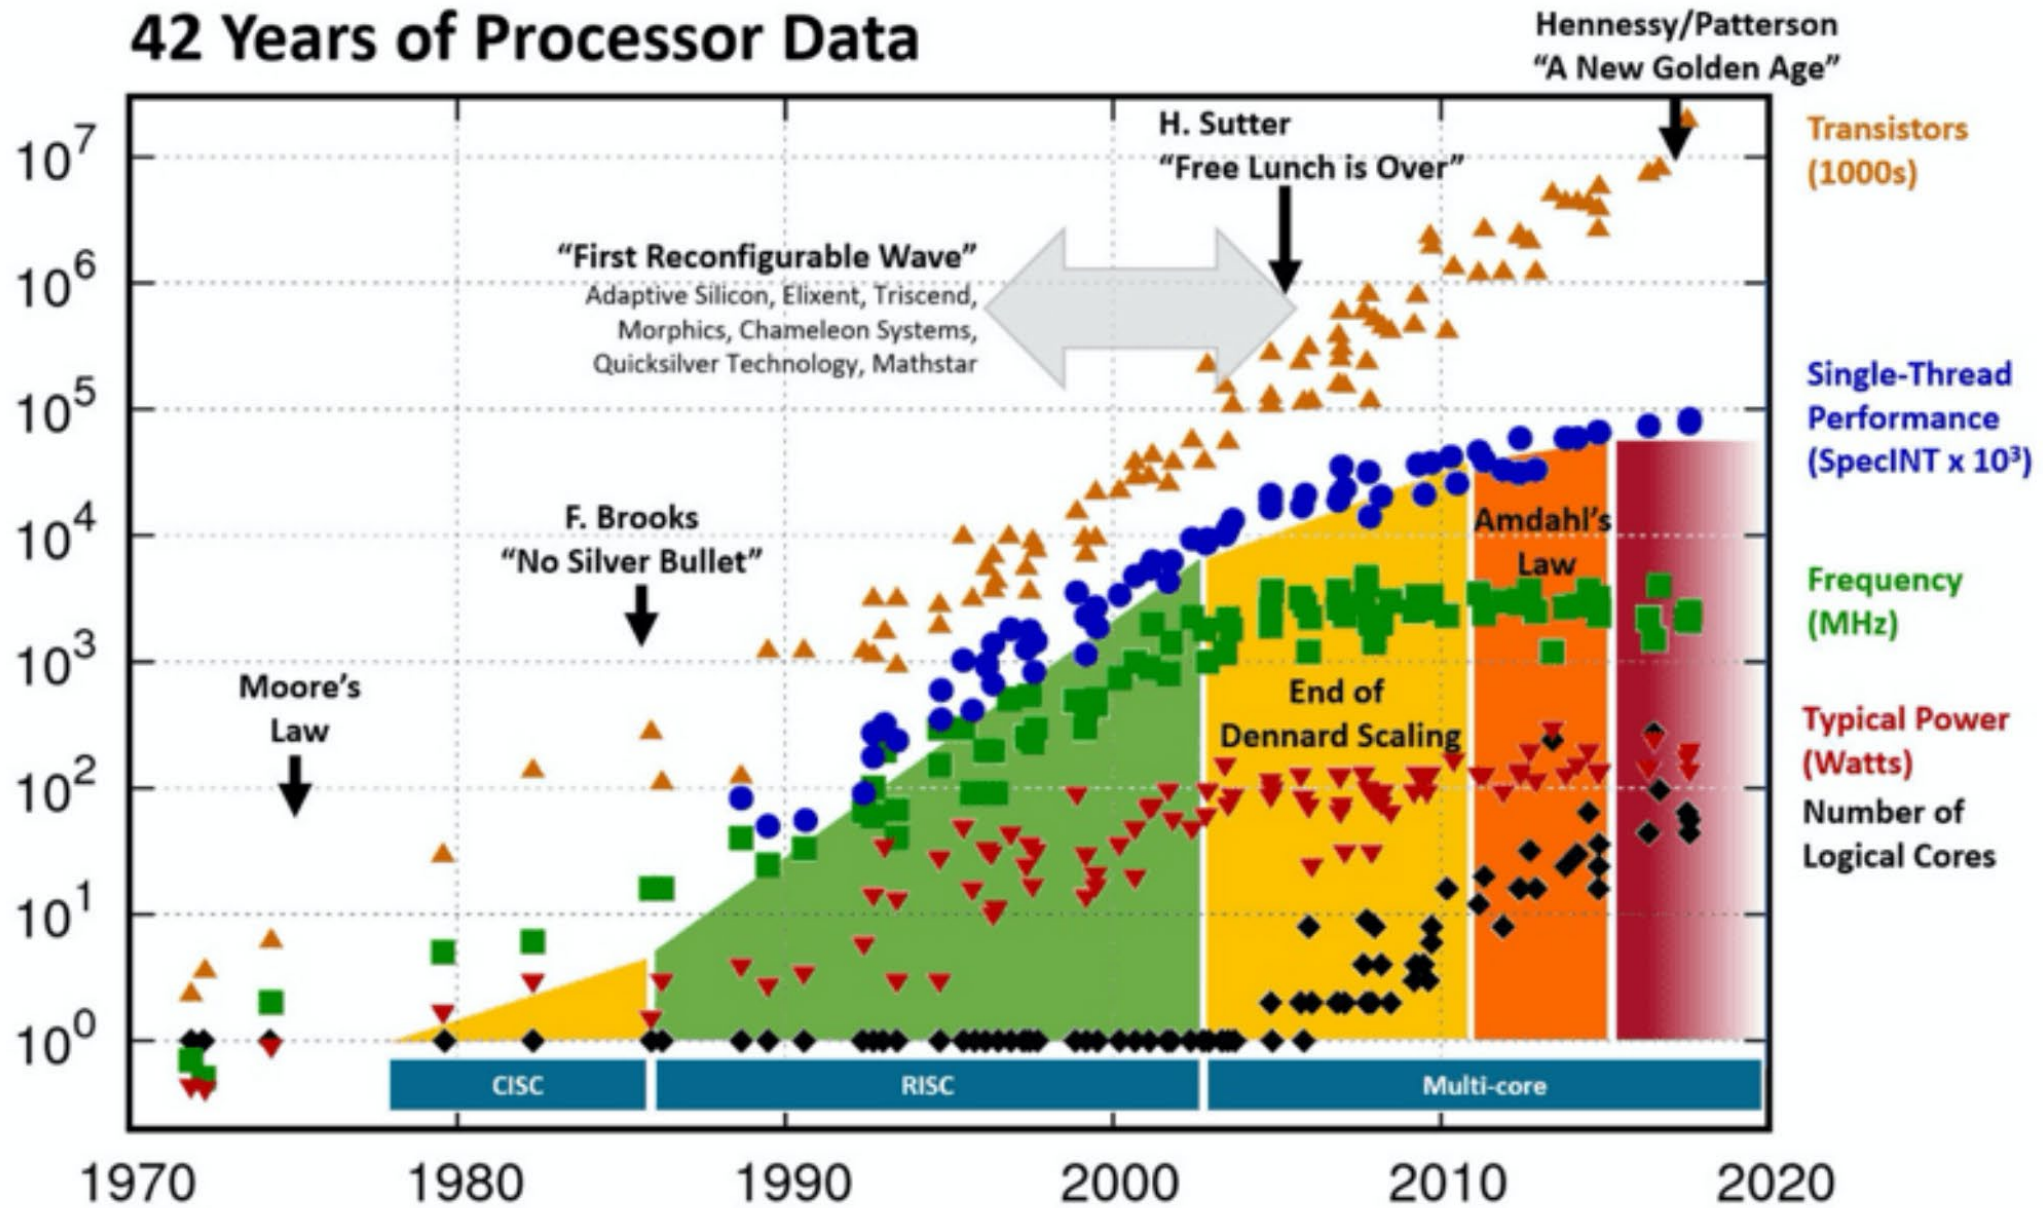 42 Years of Processor Data
Hennessy/Patterson
“A New Golden Age”
H. Sutter
“Free Lunch is Over”
“First Reconfigurable Wave”
Adaptive Silicon, Elixent, Triscend,
Morphics, Chameleon Systems,
Quicksilver Technology, Mathstar
F. Brooks
“No Silver Bullet”
Moore’s
Law
Amdahl’s
Law
End of
Dennard Scaling
Transistors
(1000s)
Single-Thread
Performance
(SpecINT x 10³)
Frequency
(MHz)
Typical Power
(Watts)
Number of
Logical Cores
10⁷
10⁶
10⁵
10⁴
10³
10²
10¹
10⁰
CISC
RISC
Multi-core
1970
1980
1990
2000
2010
2020